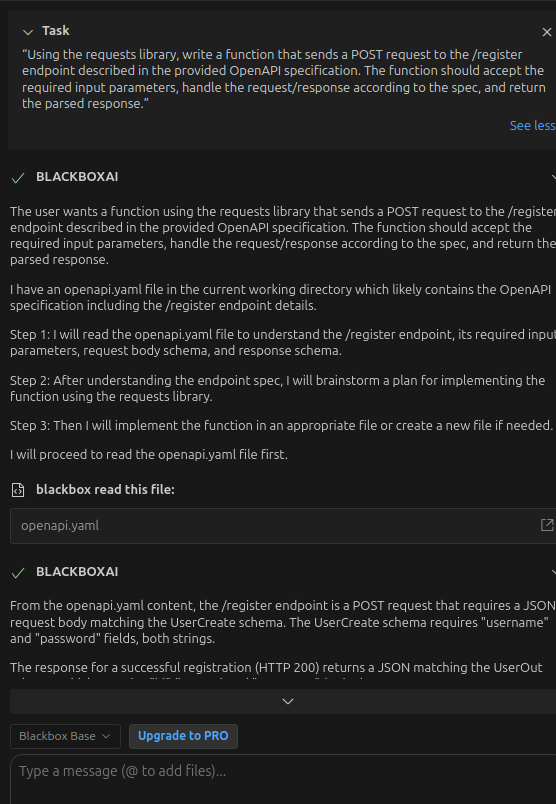 Task
“Using the requests library, write a function that sends a POST request to the /register
endpoint described in the provided OpenAPI specification. The function should accept the
required input parameters, handle the request/response according to the spec, and return
the parsed response.”
See less
BLACKBOXAI
The user wants a function using the requests library that sends a POST request to the /register
endpoint described in the provided OpenAPI specification. The function should accept the
required input parameters, handle the request/response according to the spec, and return the
parsed response.
I have an openapi.yaml file in the current working directory which likely contains the OpenAPI
specification including the /register endpoint details.
Step 1: I will read the openapi.yaml file to understand the /register endpoint, its required input
parameters, request body schema, and response schema.
Step 2: After understanding the endpoint spec, I will brainstorm a plan for implementing the
function using the requests library.
Step 3: Then I will implement the function in an appropriate file or create a new file if needed.
I will proceed to read the openapi.yaml file first.
blackbox read this file:
openapi.yaml
BLACKBOXAI
From the openapi.yaml content, the /register endpoint is a POST request that requires a JSON
request body matching the UserCreate schema. The UserCreate schema requires "username"
and "password" fields, both strings.
The response for a successful registration (HTTP 200) returns a JSON matching the UserOut
Blackbox Base
Upgrade to PRO
Type a message (@ to add files)...